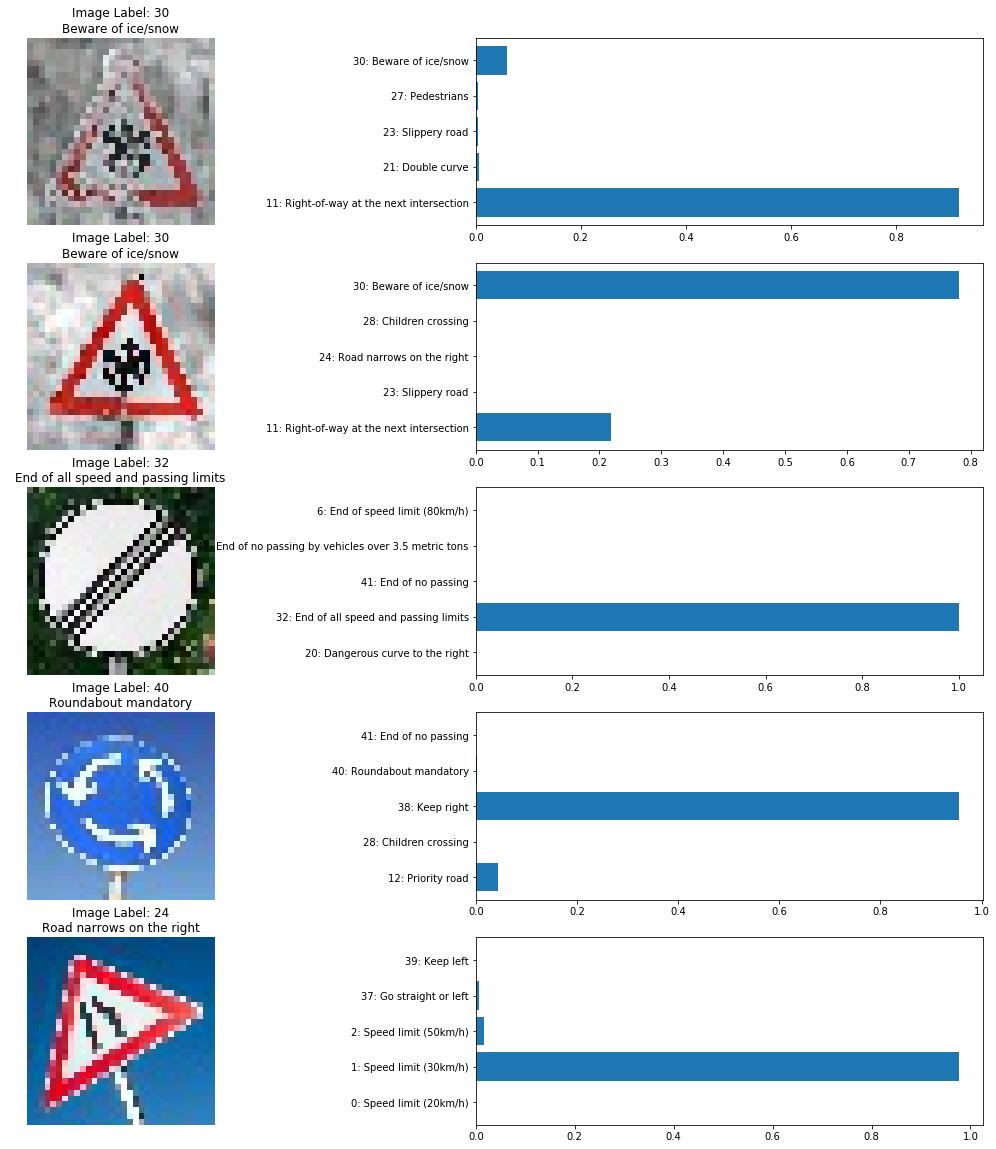 Image Label: 30
Beware of ice/snow
30: Beware of ice/snow
27: Pedestrians
23: Slippery road
21: Double curve
11: Right-of-way at the next intersection
0.0 0.2 0.4 0.6 0.8
Image Label: 30
Beware of ice/snow
30: Beware of ice/snow
28: Children crossing
24: Road narrows on the right
23: Slippery road
11: Right-of-way at the next intersection
0.0 0.1 0.2 0.3 0.4 0.5 0.6 0.7 0.8
Image Label: 32
End of all speed and passing limits
6: End of speed limit (80km/h)
End of no passing by vehicles over 3.5 metric tons
41: End of no passing
32: End of all speed and passing limits
20: Dangerous curve to the right
0.0 0.2 0.4 0.6 0.8 1.0
Image Label: 40
Roundabout mandatory
41: End of no passing
40: Roundabout mandatory
38: Keep right
28: Children crossing
12: Priority road
0.0 0.2 0.4 0.6 0.8 1.0
Image Label: 24
Road narrows on the right
39: Keep left
37: Go straight or left
2: Speed limit (50km/h)
1: Speed limit (30km/h)
0: Speed limit (20km/h)
0.0 0.2 0.4 0.6 0.8 1.0